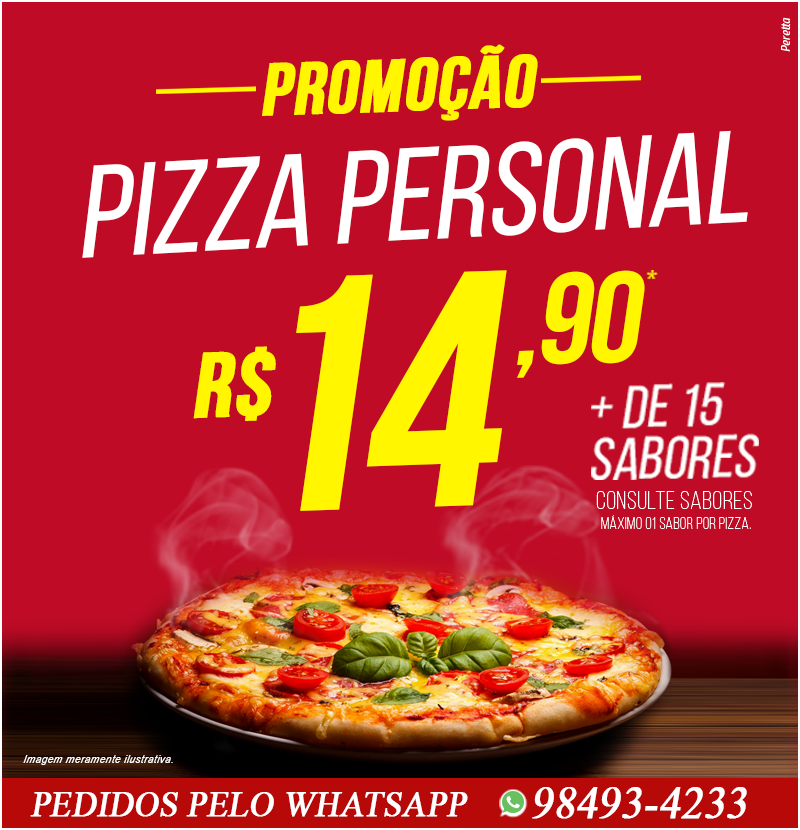 Peretta
PROMOÇÃO
PIZZA PERSONAL
R$ 14,90*
+ DE 15
SABORES
CONSULTE SABORES
MÁXIMO 01 SABOR POR PIZZA.
Imagem meramente ilustrativa.
PEDIDOS PELO WHATSAPP 98493-4233